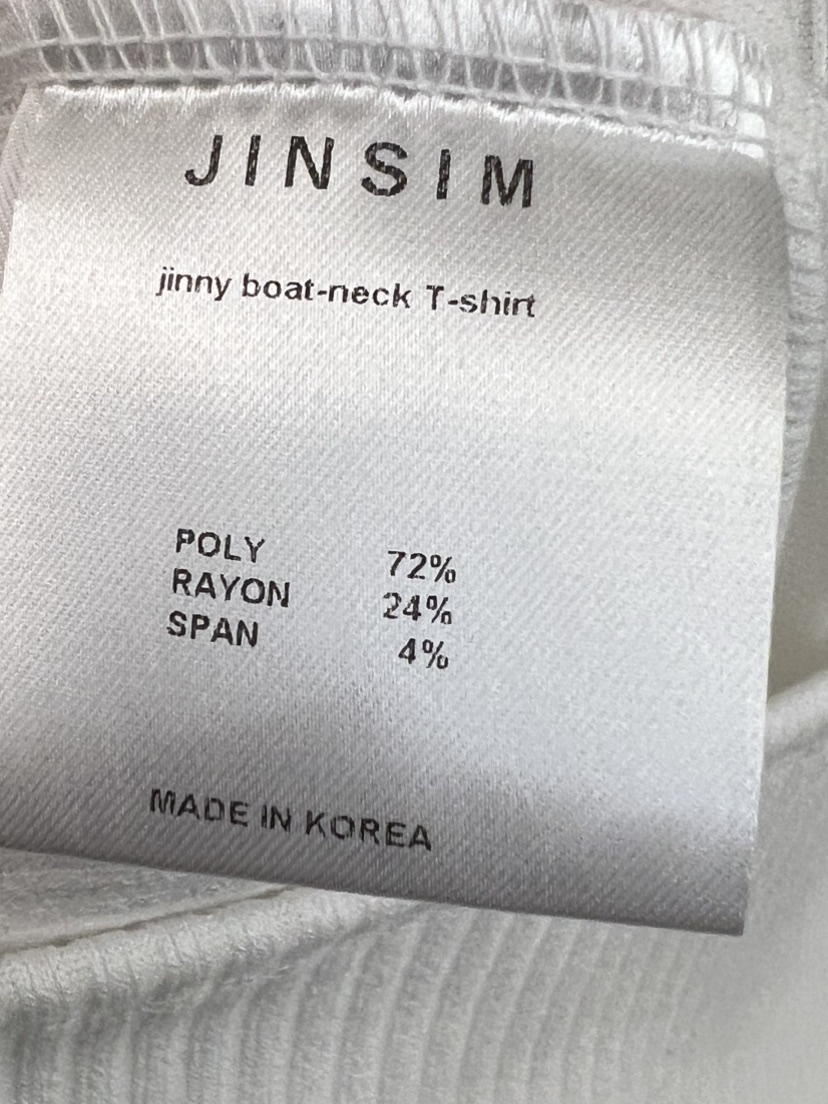 JINSIM
jinny boat-neck T-shirt
POLY 72%
RAYON 24%
SPAN 4%
MADE IN KOREA